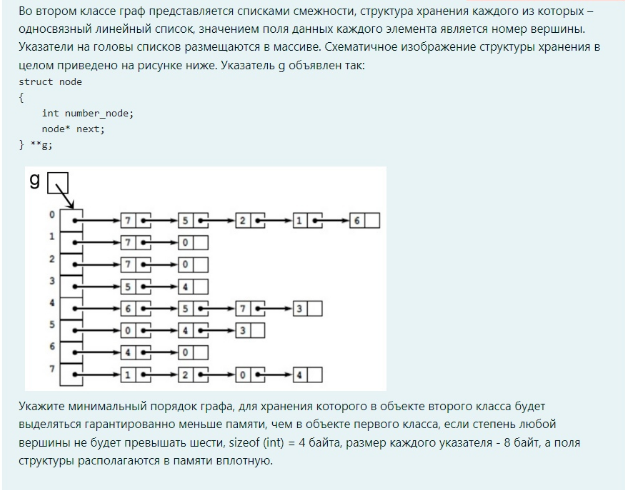 Во втором классе граф представляется списками смежности, структура хранения каждого из которых –
односвязный линейный список, значением поля данных каждого элемента является номер вершины.
Указатели на головы списков размещаются в массиве. Схематичное изображение структуры хранения в
целом приведено на рисунке ниже. Указатель g объявлен так:
struct node
{
int number_node;
node* next;
} **g;
g
0 7 5 2 1 6
1 7 0
2 7 0
3 5 4
4 6 5 7 3
5 0 4 3
6 4 0
7 1 2 0 4
Укажите минимальный порядок графа, для хранения которого в объекте второго класса будет
выделяться гарантированно меньше памяти, чем в объекте первого класса, если степень любой
вершины не будет превышать шести, sizeof (int) = 4 байта, размер каждого указателя - 8 байт, а поля
структуры располагаются в памяти вплотную.